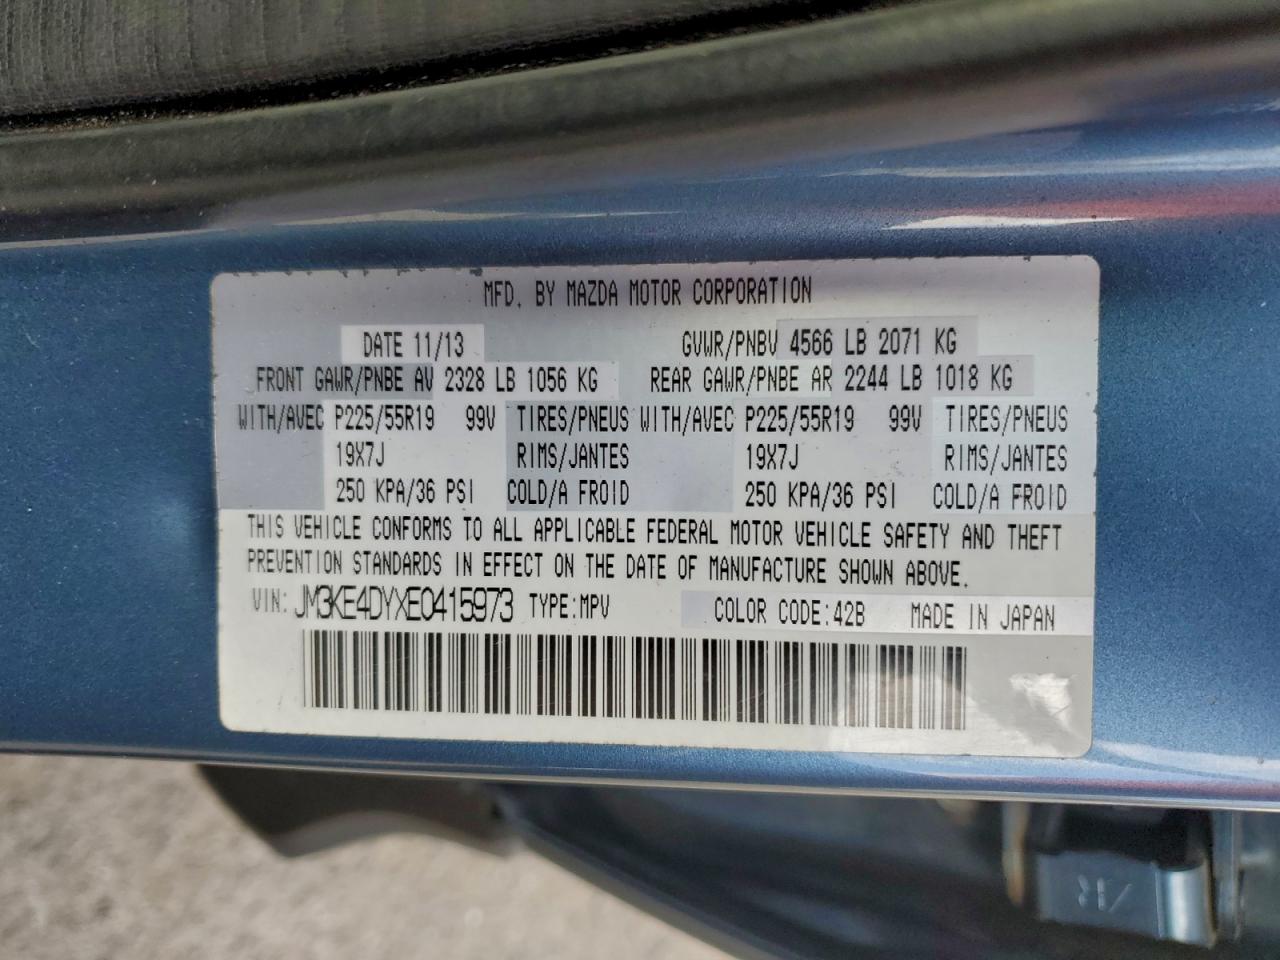 MFD. BY MAZDA MOTOR CORPORATION
DATE 11/13 GVWR/PNBV 4566 LB 2071 KG
FRONT GAWR/PNBE AV 2328 LB 1056 KG REAR GAWR/PNBE AR 2244 LB 1018 KG
WITH/AVEC P225/55R19 99V TIRES/PNEUS WITH/AVEC P225/55R19 99V TIRES/PNEUS
19X7J RIMS/JANTES 19X7J RIMS/JANTES
250 KPA/36 PSI COLD/A FROID 250 KPA/36 PSI COLD/A FROID
THIS VEHICLE CONFORMS TO ALL APPLICABLE FEDERAL MOTOR VEHICLE SAFETY AND THEFT
PREVENTION STANDARDS IN EFFECT ON THE DATE OF MANUFACTURE SHOWN ABOVE.
VIN: JM3KE4DYXE0415973 TYPE:MPV COLOR CODE:42B MADE IN JAPAN